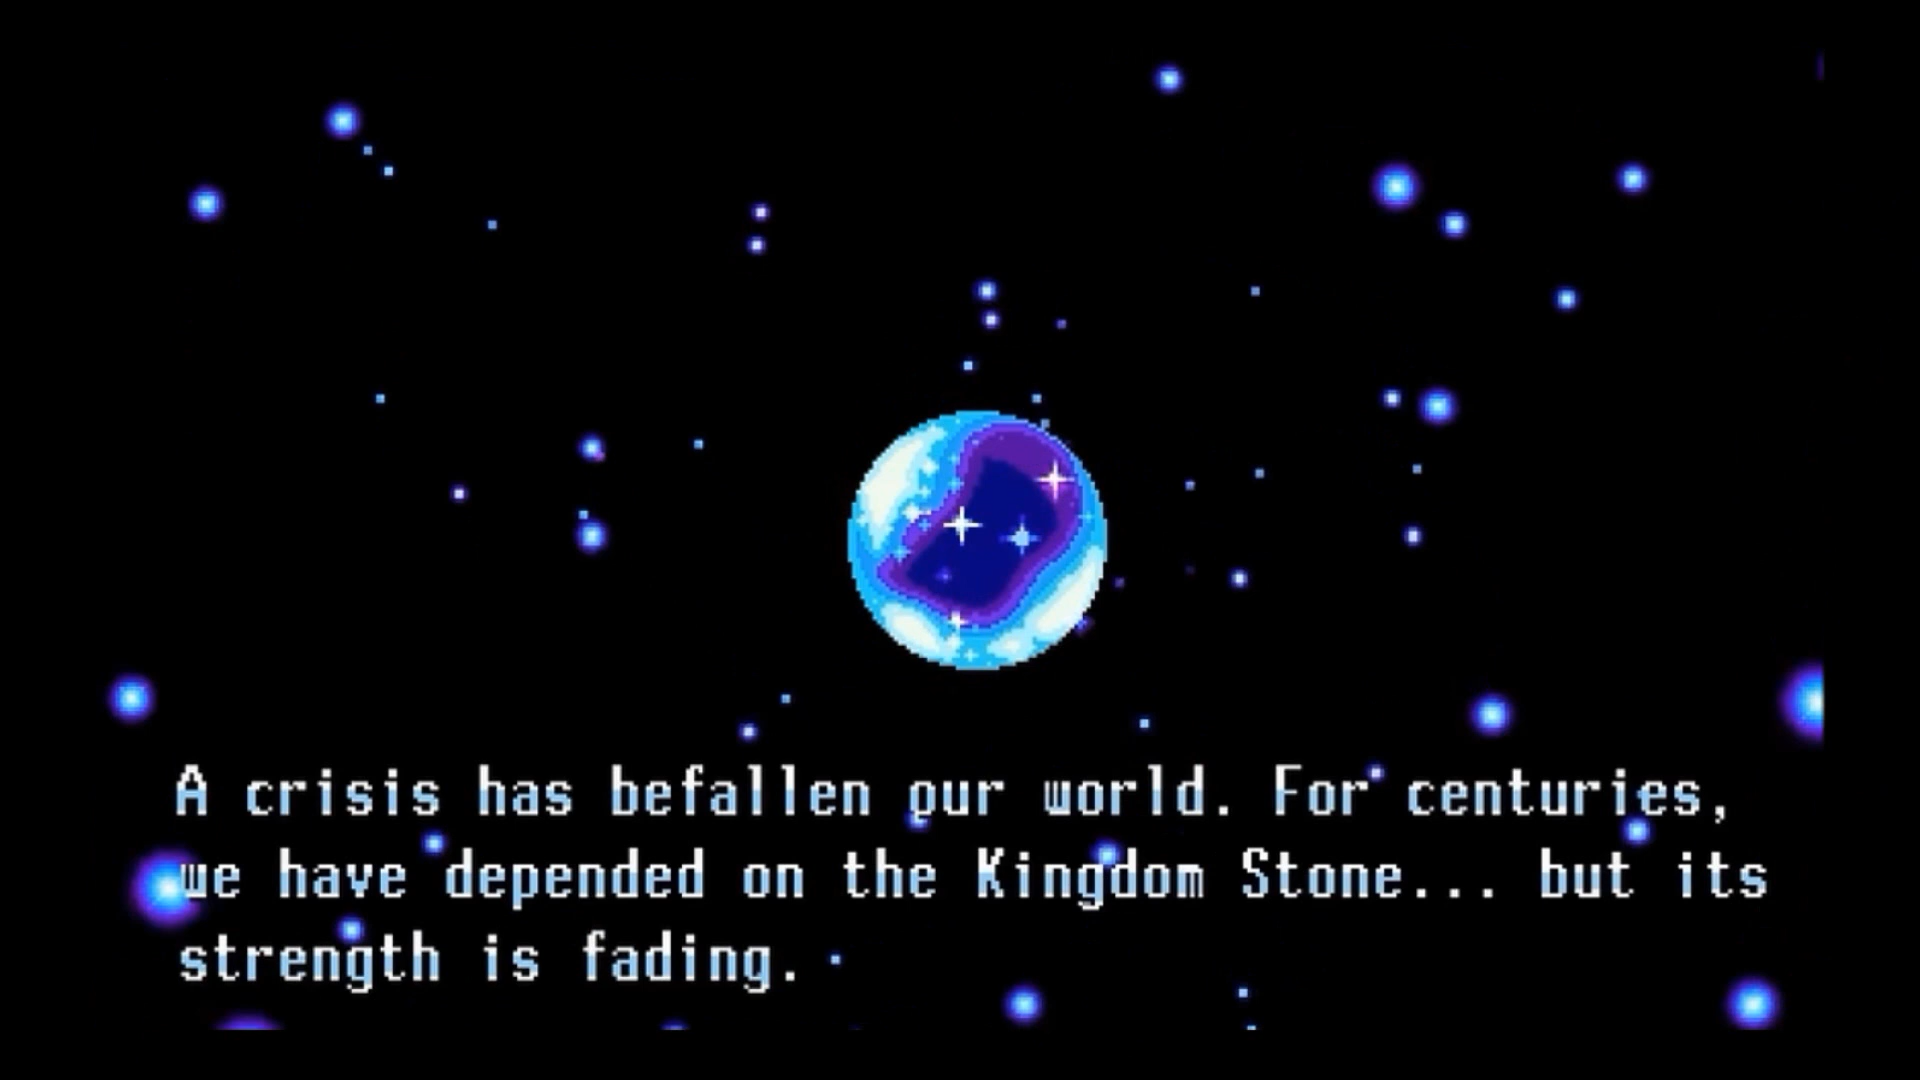 A crisis has befallen our world. For centuries,
we have depended on the Kingdom Stone... but its
strength is fading.